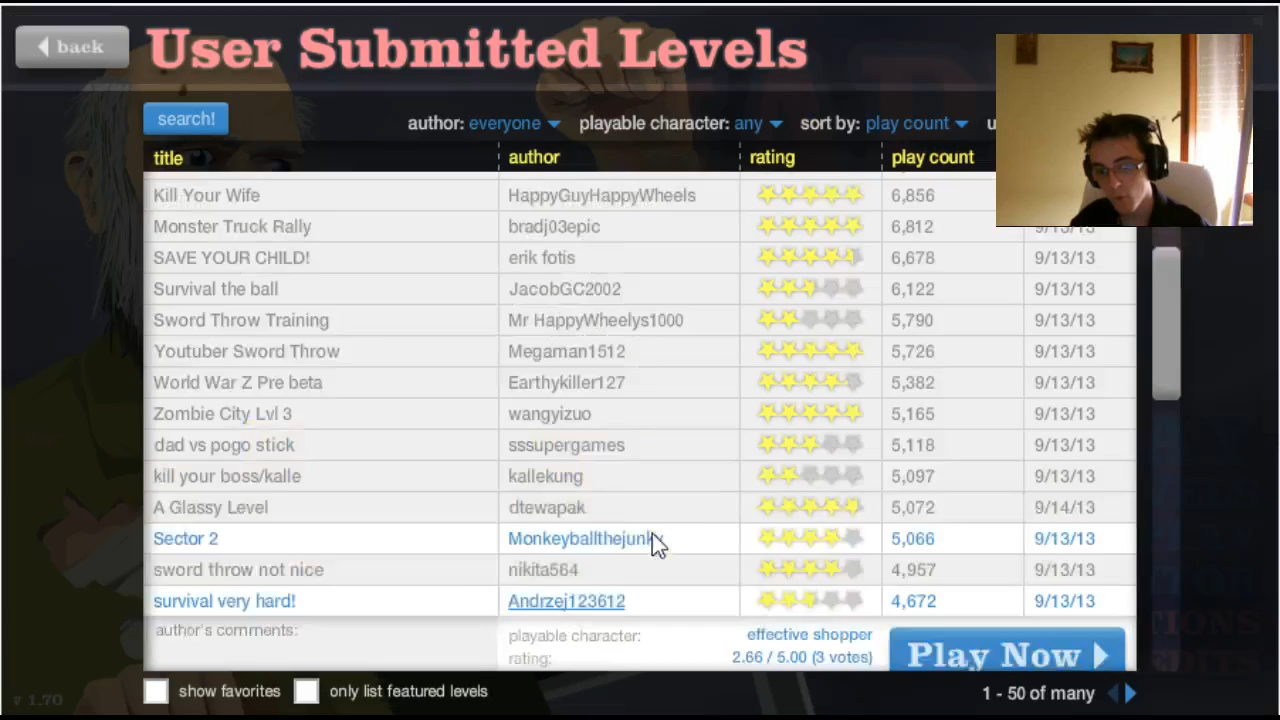 back
User Submitted Levels
search!
author: everyone playable character: any sort by: play count
title author rating play count
Kill Your Wife HappyGuyHappyWheels 6,856
Monster Truck Rally bradj03epic 6,812 9/13/13
SAVE YOUR CHILD! erik fotis 6,678 9/13/13
Survival the ball JacobGC2002 6,122 9/13/13
Sword Throw Training Mr HappyWheelys1000 5,790 9/13/13
Youtuber Sword Throw Megaman1512 5,726 9/13/13
World War Z Pre beta Earthykiller127 5,382 9/13/13
Zombie City Lvl 3 wangyizuo 5,165 9/13/13
dad vs pogo stick sssupergames 5,118 9/13/13
kill your boss/kalle kallekung 5,097 9/13/13
A Glassy Level dtewapak 5,072 9/14/13
Sector 2 5,066 9/13/13
sword throw not nice nikita564 4,957 9/13/13
survival very hard! Andrzej123612 4,672 9/13/13
author's comments: playable character: effective shopper
rating: 2.66 / 5.00 (3 votes)
Play Now
show favorites only list featured levels 1 - 50 of many
v 1.70